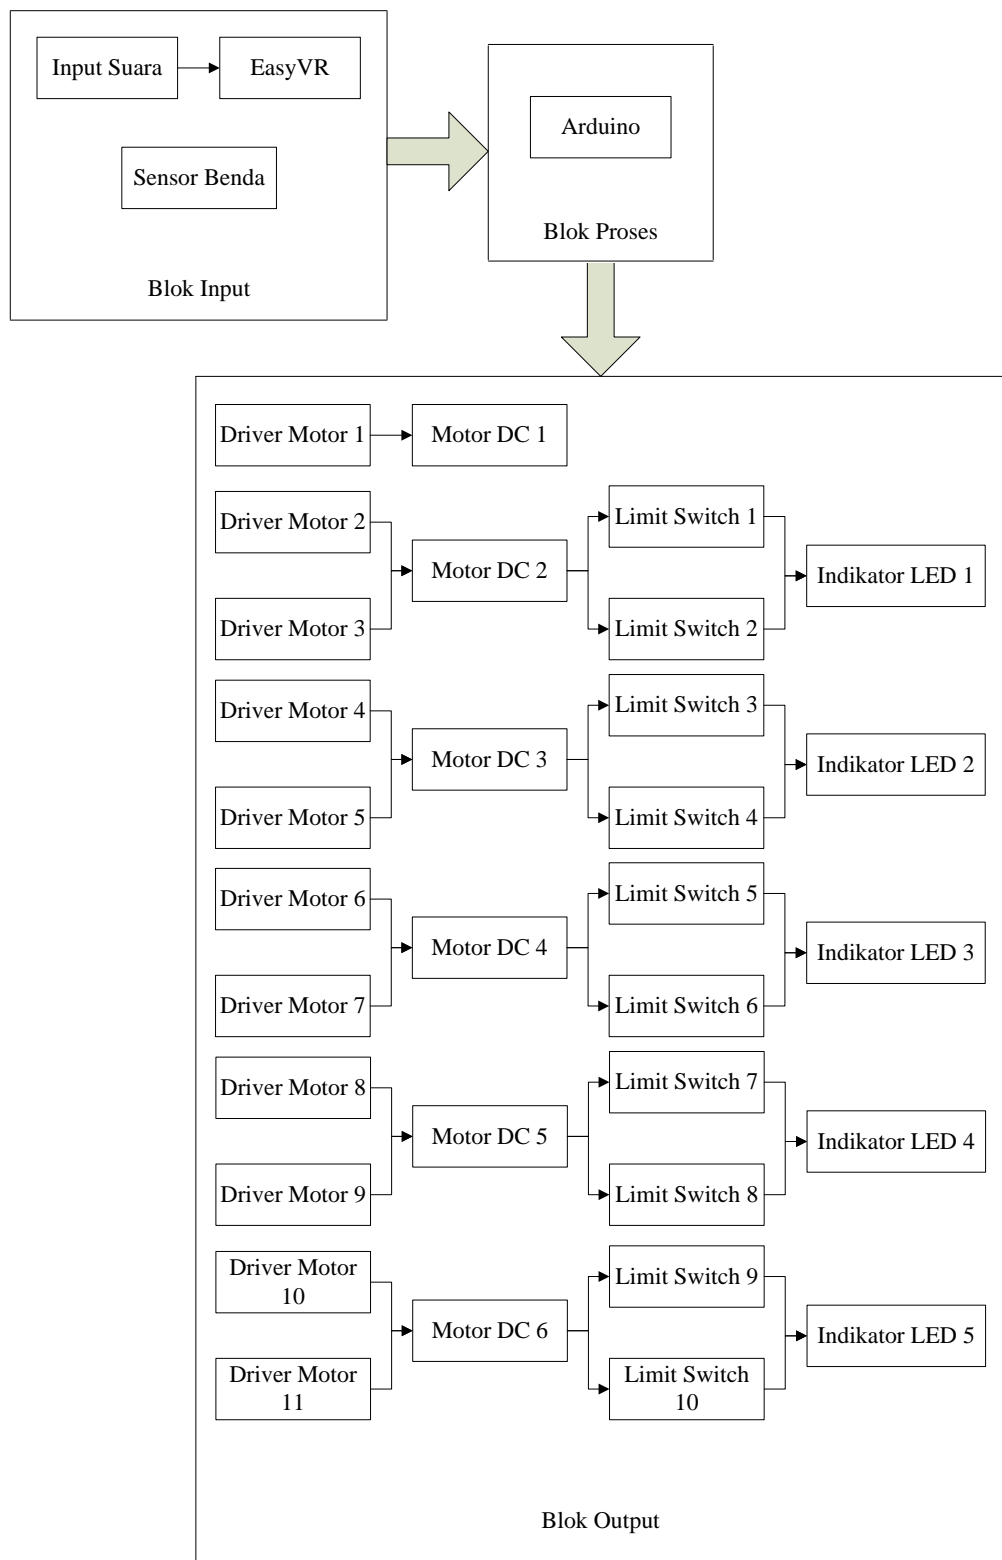 Input Suara
EasyVR
Sensor Benda
Blok Input
Arduino
Blok Proses
Driver Motor 1
Motor DC 1
Driver Motor 2
Driver Motor 3
Motor DC 2
Limit Switch 1
Limit Switch 2
Indikator LED 1
Driver Motor 4
Driver Motor 5
Motor DC 3
Limit Switch 3
Limit Switch 4
Indikator LED 2
Driver Motor 6
Driver Motor 7
Motor DC 4
Limit Switch 5
Limit Switch 6
Indikator LED 3
Driver Motor 8
Driver Motor 9
Motor DC 5
Limit Switch 7
Limit Switch 8
Indikator LED 4
Driver Motor
10
Driver Motor
11
Motor DC 6
Limit Switch 9
Limit Switch
10
Indikator LED 5
Blok Output